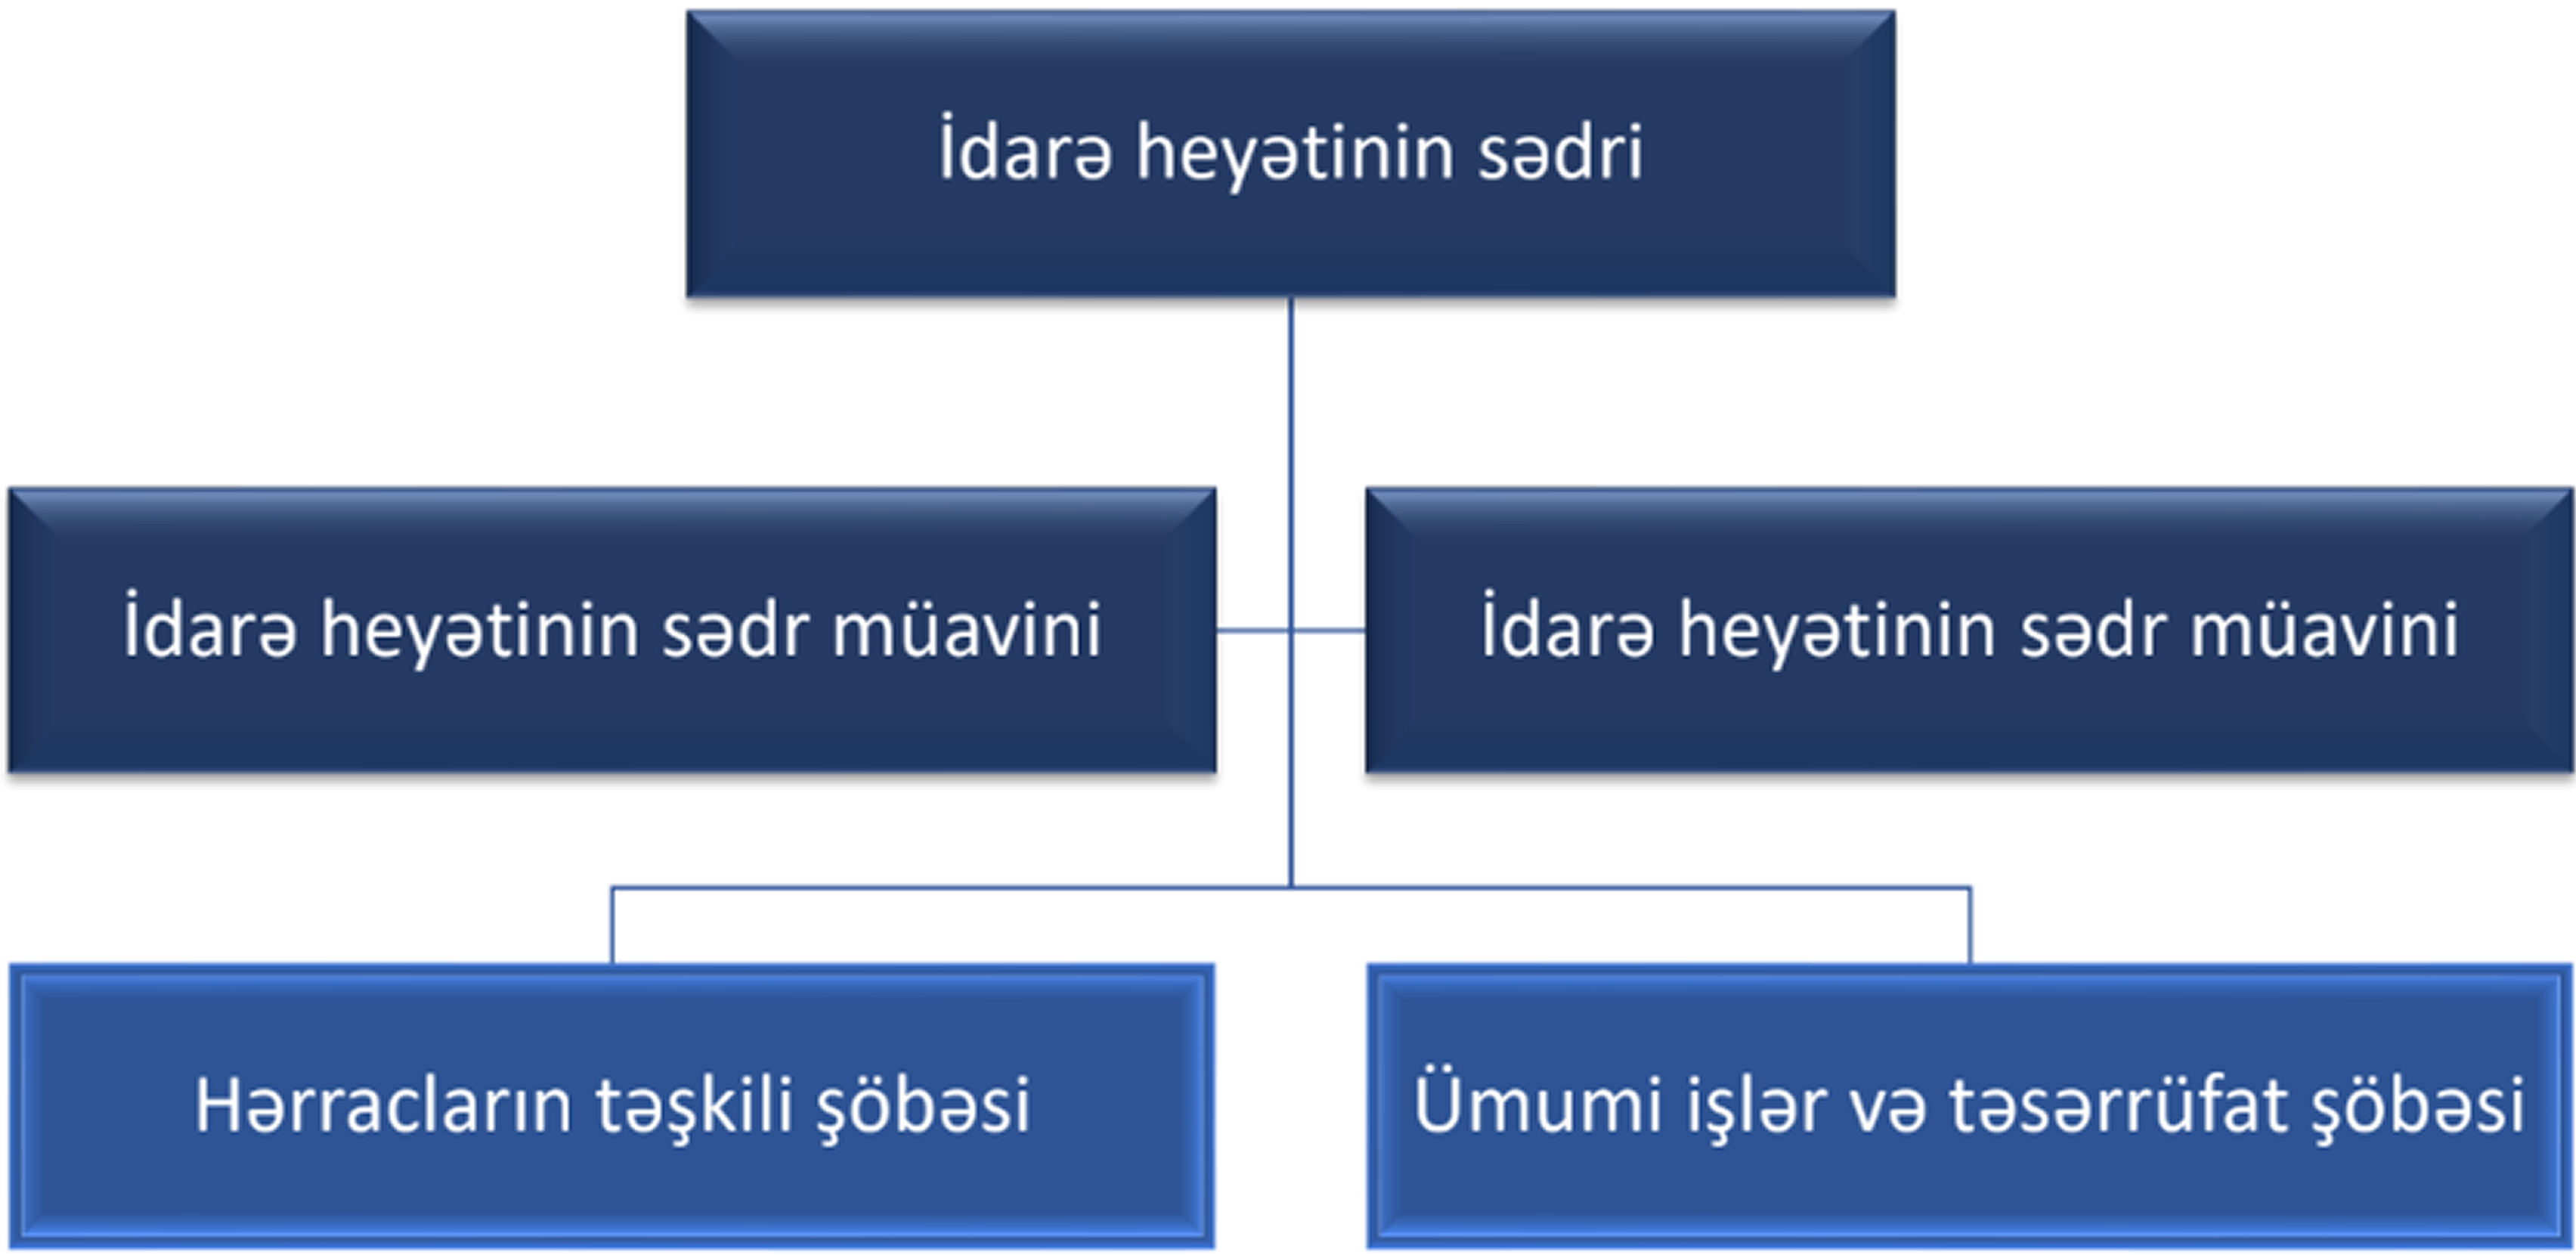 İdarə heyətinin sədri
İdarə heyətinin sədr müavini
İdarə heyətinin sədr müavini
Hərracların təşkili şöbəsi
Ümumi işlər və təsərrüfat şöbəsi